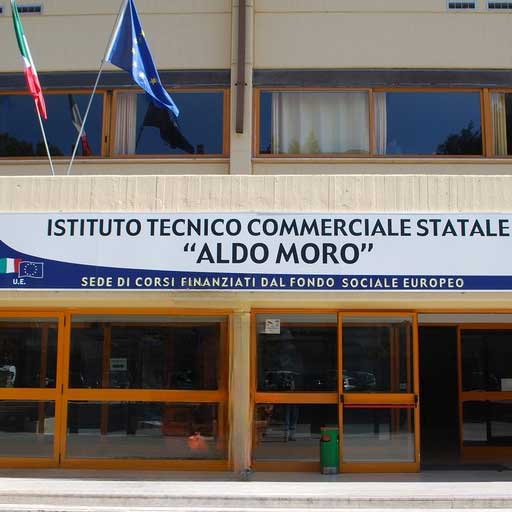 ISTITUTO TECNICO COMMERCIALE STATALE
“ALDO MORO”
U.E.
SEDE DI CORSI FINANZIATI DAL FONDO SOCIALE EUROPEO